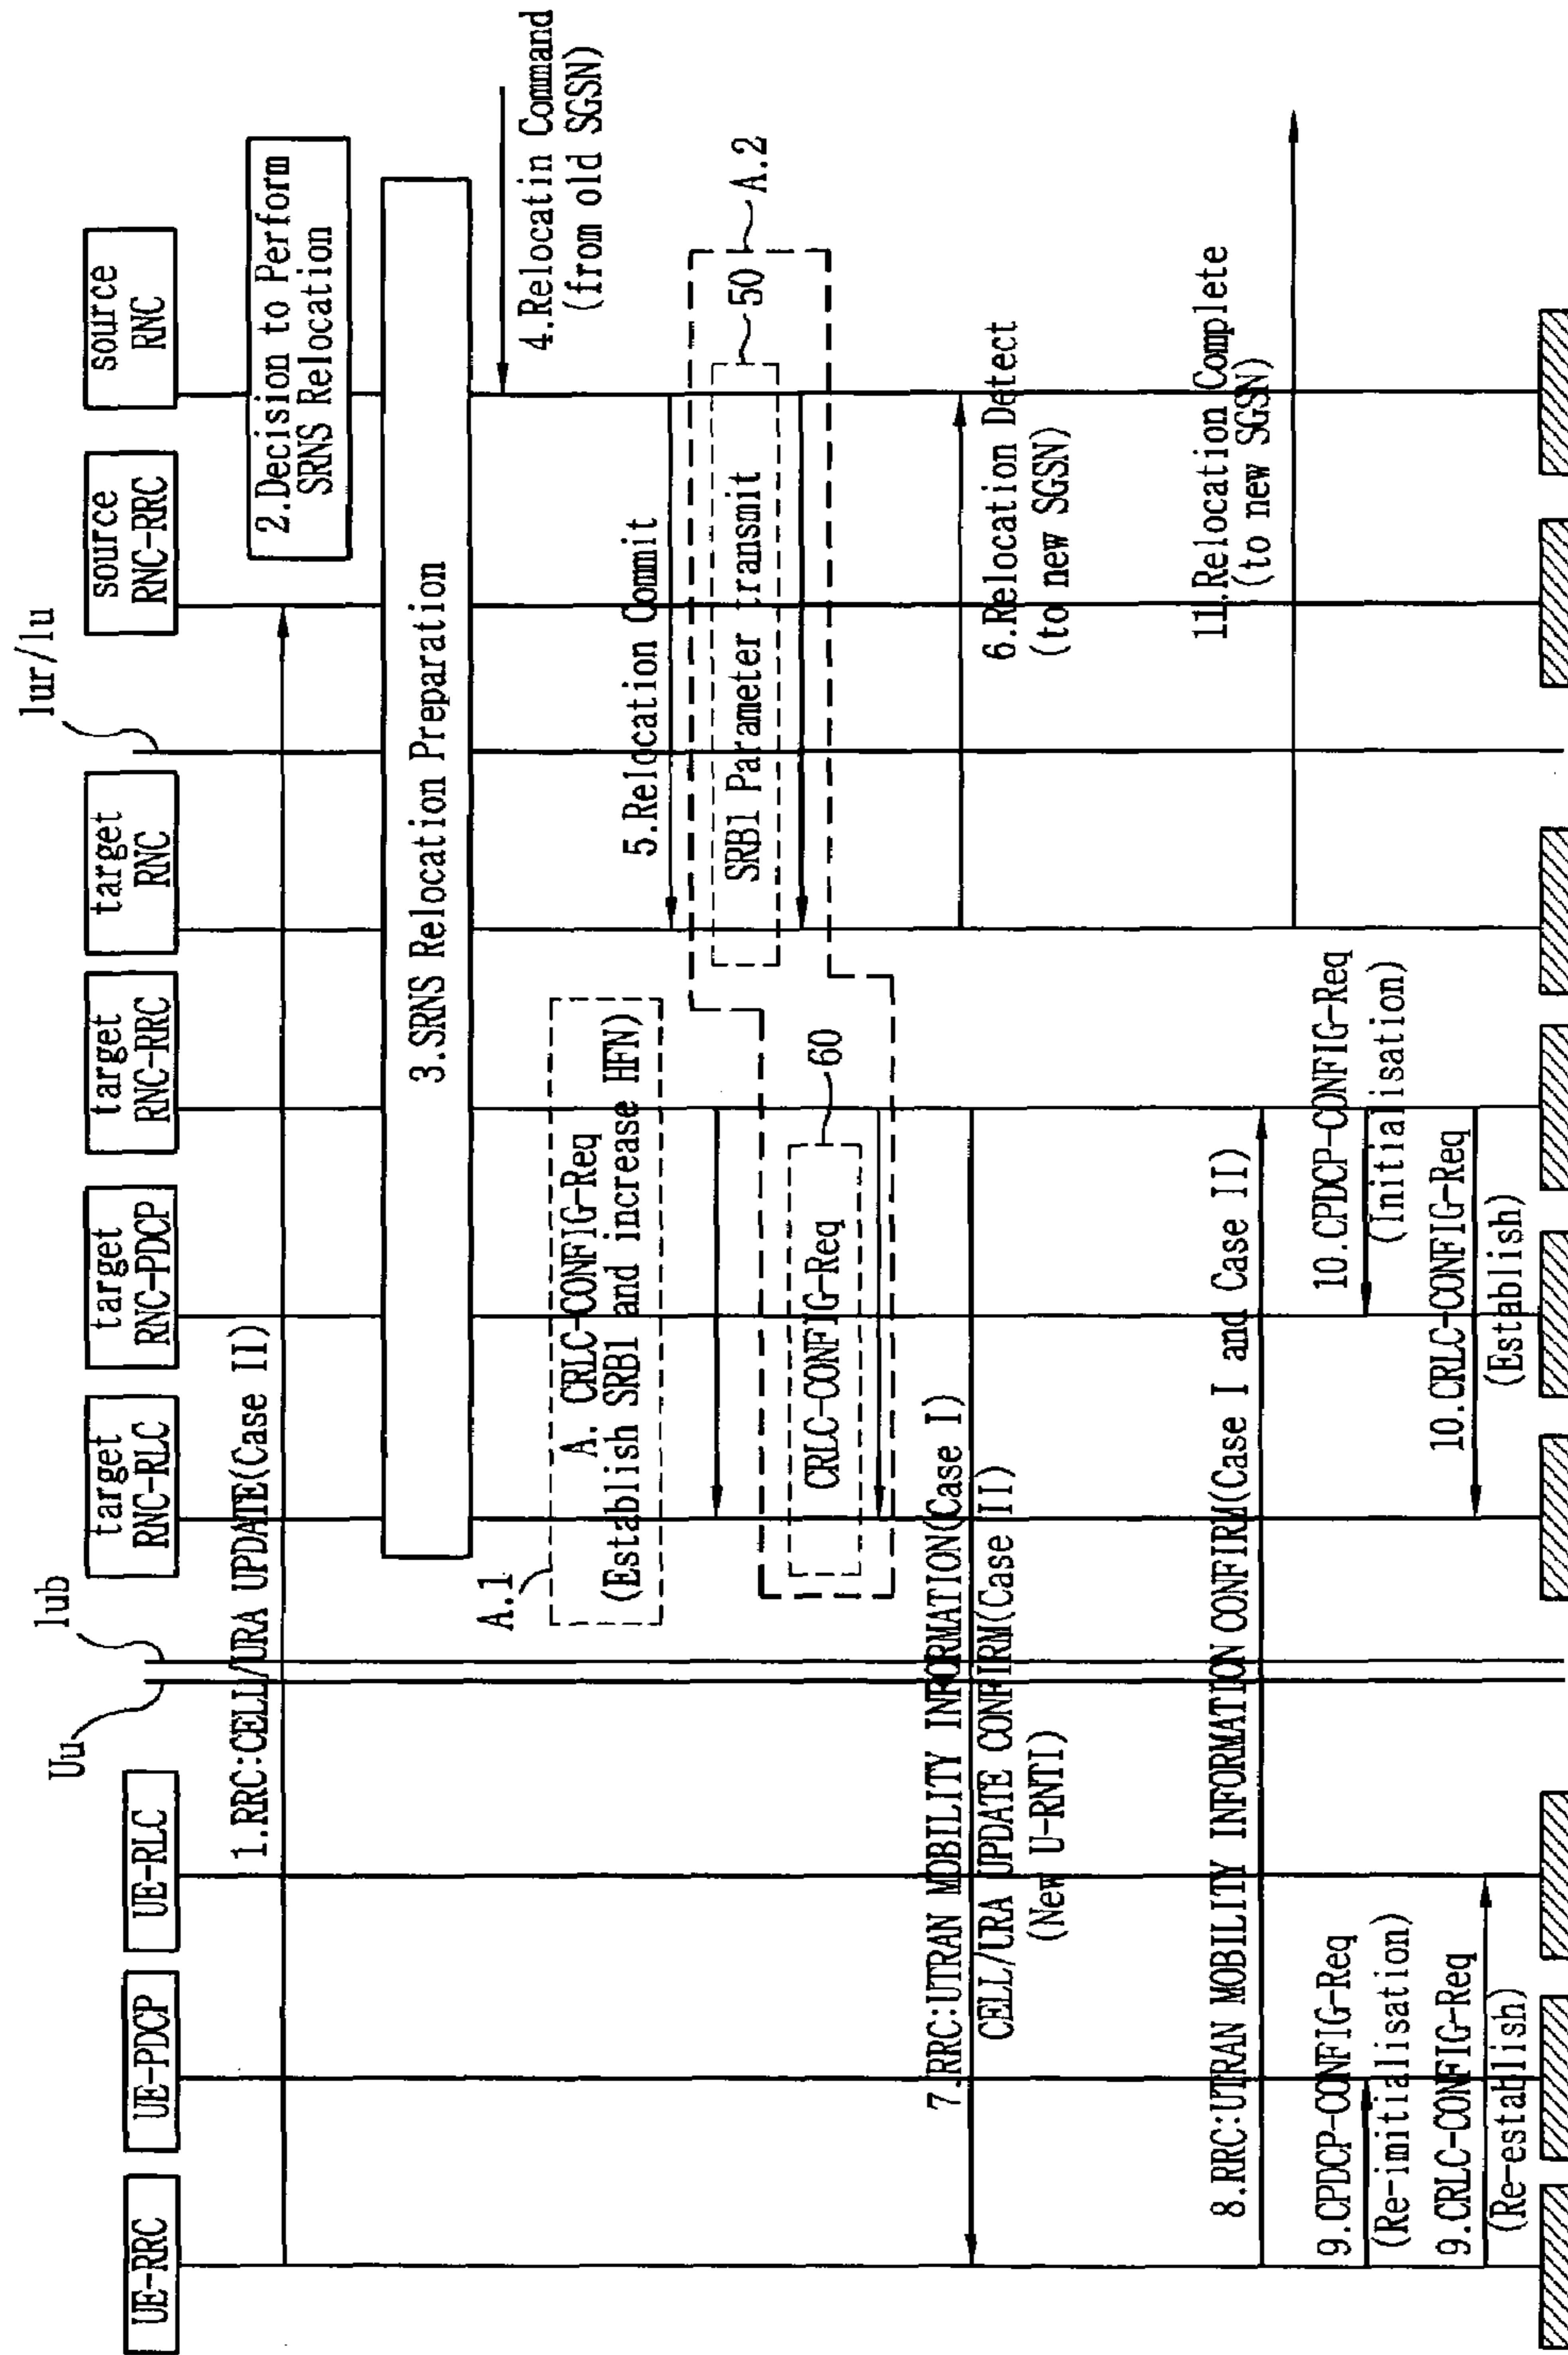 UE-RRC
UE-PDCP
UE-RLC
Uu
lub
target
RNC-RLC
target
RNC-PDCP
target
RNC-RRC
target
RNC
lur/lu
source
RNC-RRC
source
RNC
1.RRC:CELL/URA UPDATE(Case II)
2.Decision to Perform
SRNS Relocation
3.SRNS Relocation Preparation
4.Relocatin Command
(from old SGSN)
A.1
A. CRLC-CONFIG-Req
(Establish SRB1 and increase HFN)
5.Relocation Commit
A.2
50
SRB1 Parameter transmit
60
CRLC-CONFIG-Req
6.Relocation Detect
(to new SGSN)
7.RRC:UTRAN MOBILITY INFORMATION(Case I)
CELL/URA UPDATE CONFIRM(Case II)
(New U-RNTI)
8.RRC:UTRAN MOBILITY INFORMATION CONFIRM(Case I and Case II)
11.Relocation Complete
(to new SGSN)
9.CPDCP-CONFIG-Req
(Re-imitialisation)
10.CPDCP-CONFIG-Req
(Initialisation)
9.CRLC-CONFIG-Req
(Re-establish)
10.CRLC-CONFIG-Req
(Establish)